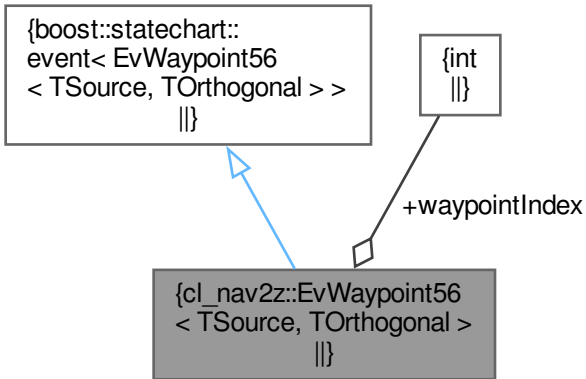 {boost::statechart::
event< EvWaypoint56
< TSource, TOrthogonal > >
||}
{int
||}
+waypointIndex
{cl_nav2z::EvWaypoint56
< TSource, TOrthogonal >
||}